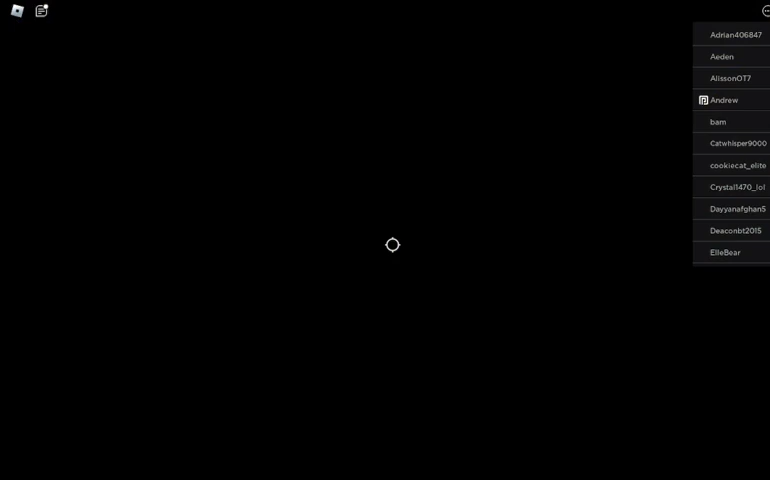 Adrian406847
Aeden
AlissonOT7
Andrew
bam
Catwhisper9000
cookiecat_elite
Crystal1470_lol
Dayyanafghan5
Deaconbt2015
ElleBear